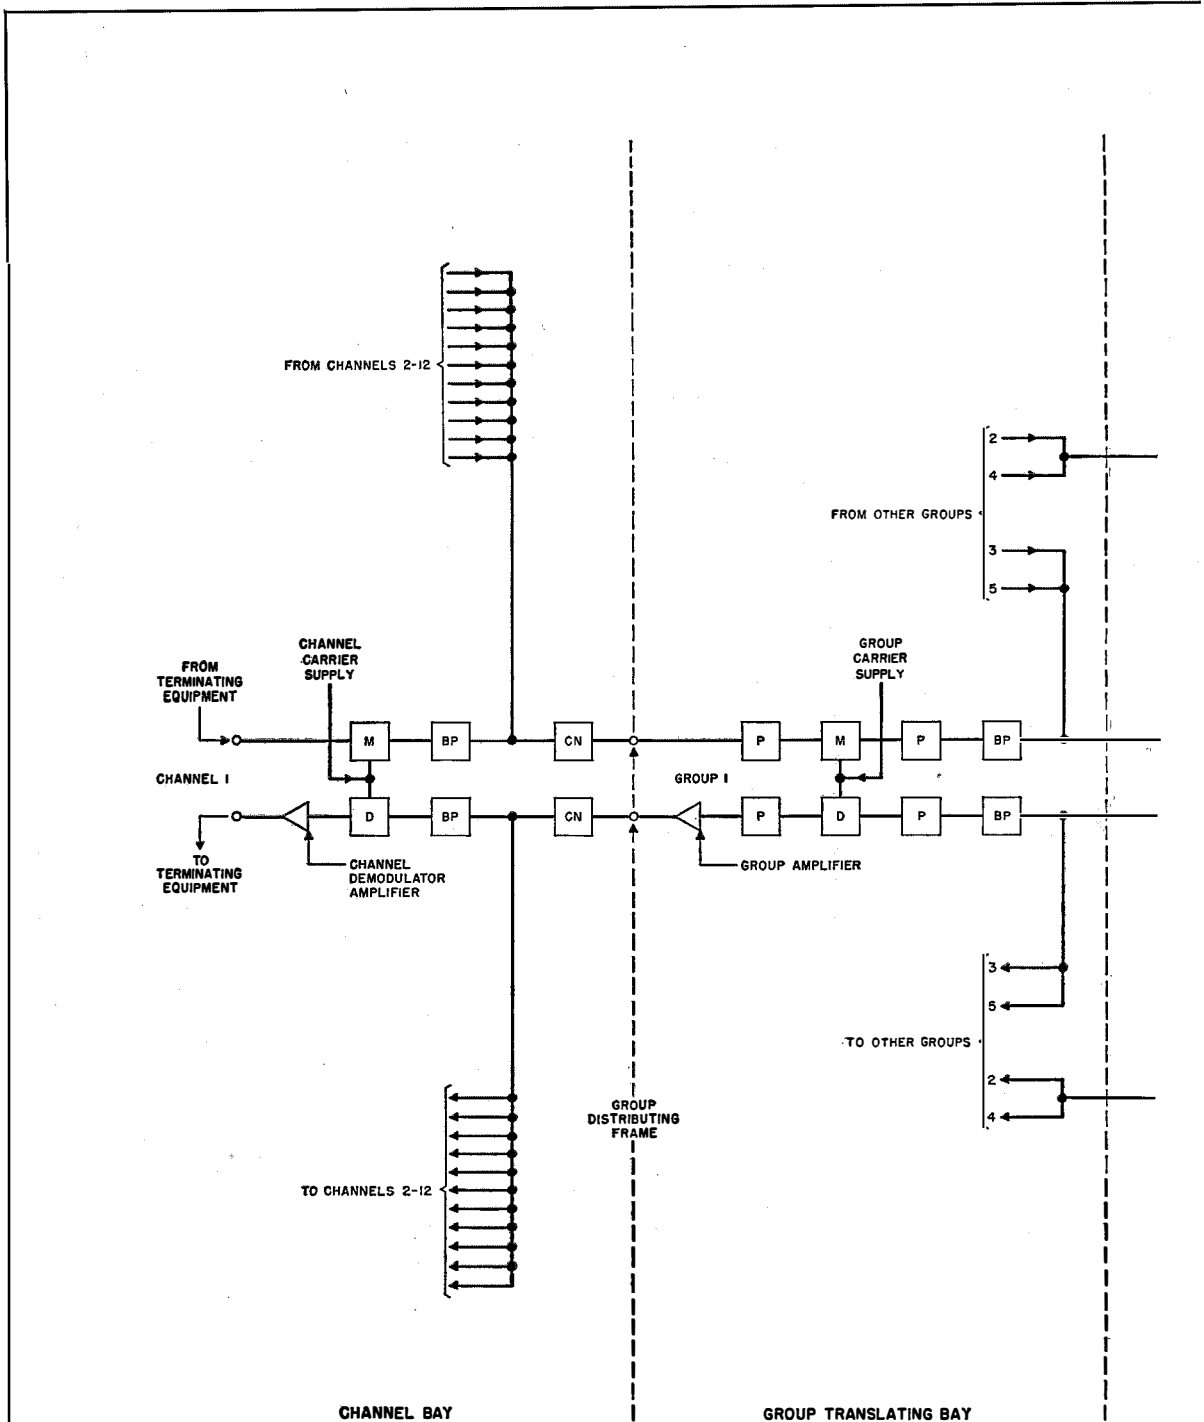 FROM CHANNELS 2-12
2
4
FROM OTHER GROUPS
3
5
CHANNEL
CARRIER
SUPPLY
GROUP
CARRIER
SUPPLY
FROM
TERMINATING
EQUIPMENT
M
BP
CN
P
M
P
BP
CHANNEL 1
GROUP 1
D
BP
CN
P
D
P
BP
TO
TERMINATING
EQUIPMENT
CHANNEL
DEMODULATOR
AMPLIFIER
GROUP AMPLIFIER
3
5
TO OTHER GROUPS
2
4
GROUP
DISTRIBUTING
FRAME
TO CHANNELS 2-12
CHANNEL BAY
GROUP TRANSLATING BAY